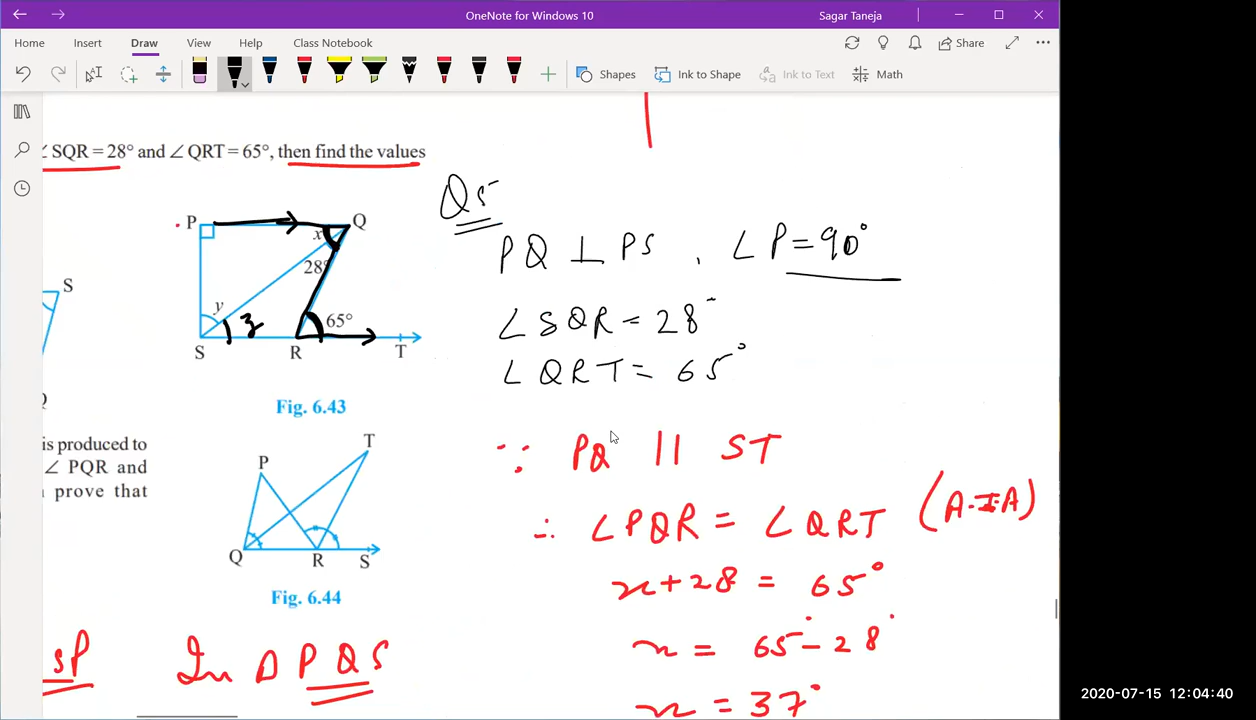 OneNote for Windows 10
Sagar Taneja
Home Insert Draw View Help Class Notebook
Share
Shapes Ink to Shape Ink to Text Math
∠ SQR = 28° and ∠ QRT = 65°, then find the values
P Q
x
28°
y z 65°
S R T
Fig. 6.43
S
Q
is produced to
∠ PQR and
prove that
P T
Q R S
Fig. 6.44
SP
In Δ PQS
Q5
PQ ⊥ PS , ∠P = 90°
∠SQR = 28°
∠QRT = 65°
∵ PQ || ST
∴ ∠PQR = ∠QRT (A.I.A)
x + 28 = 65°
x = 65° - 28°
x = 37°
2020-07-15 12:04:40